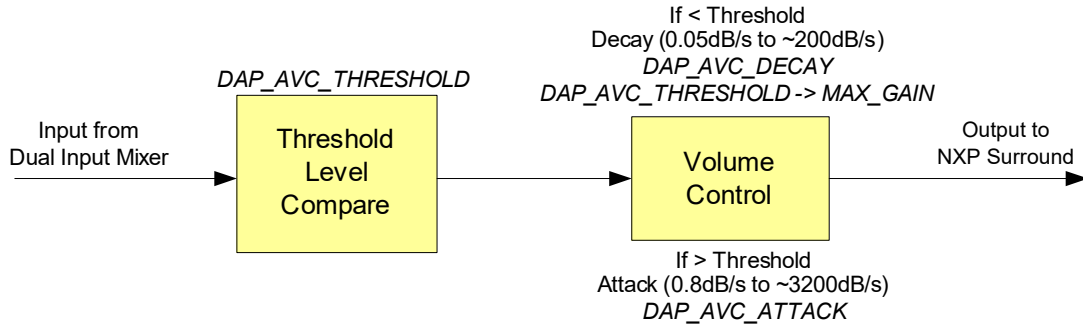 Input from
Dual Input Mixer
DAP_AVC_THRESHOLD
Threshold
Level
Compare
If < Threshold
Decay (0.05dB/s to ~200dB/s)
DAP_AVC_DECAY
DAP_AVC_THRESHOLD -> MAX_GAIN
Volume
Control
If > Threshold
Attack (0.8dB/s to ~3200dB/s)
DAP_AVC_ATTACK
Output to
NXP Surround